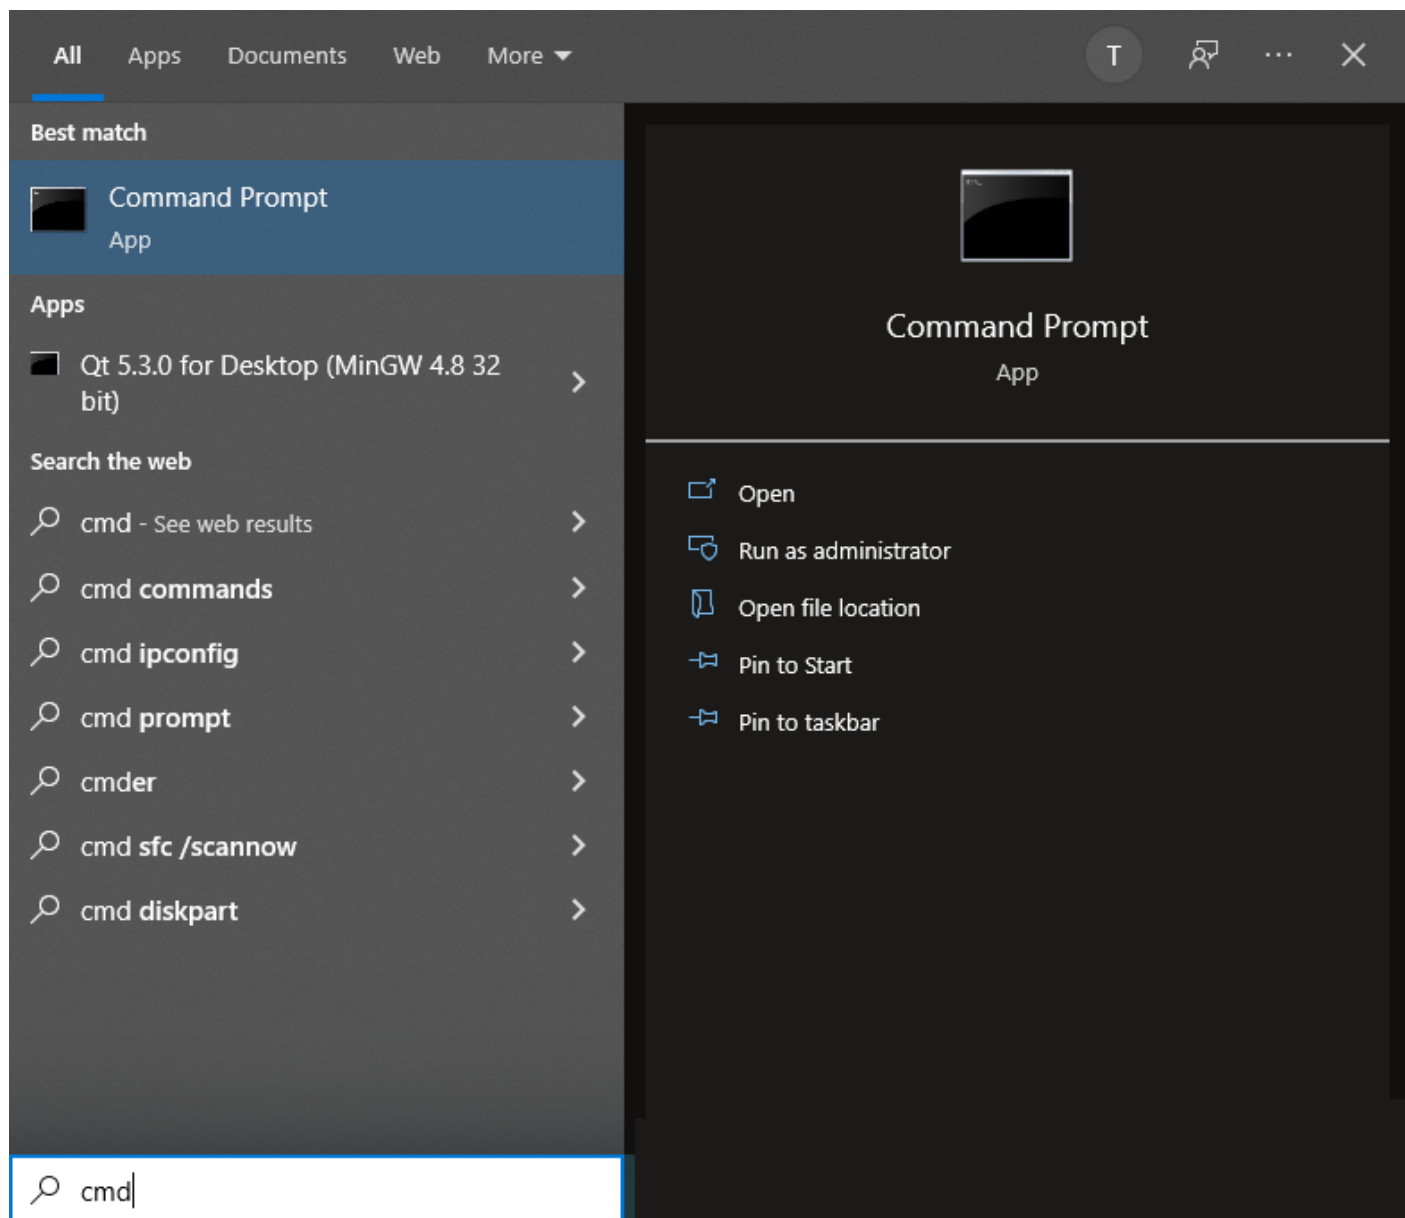 All Apps Documents Web More T
Best match
Command Prompt
App
Apps
Qt 5.3.0 for Desktop (MinGW 4.8 32
bit)
Search the web
cmd - See web results
cmd commands
cmd ipconfig
cmd prompt
cmder
cmd sfc /scannow
cmd diskpart
cmd
Command Prompt
App
Open
Run as administrator
Open file location
Pin to Start
Pin to taskbar